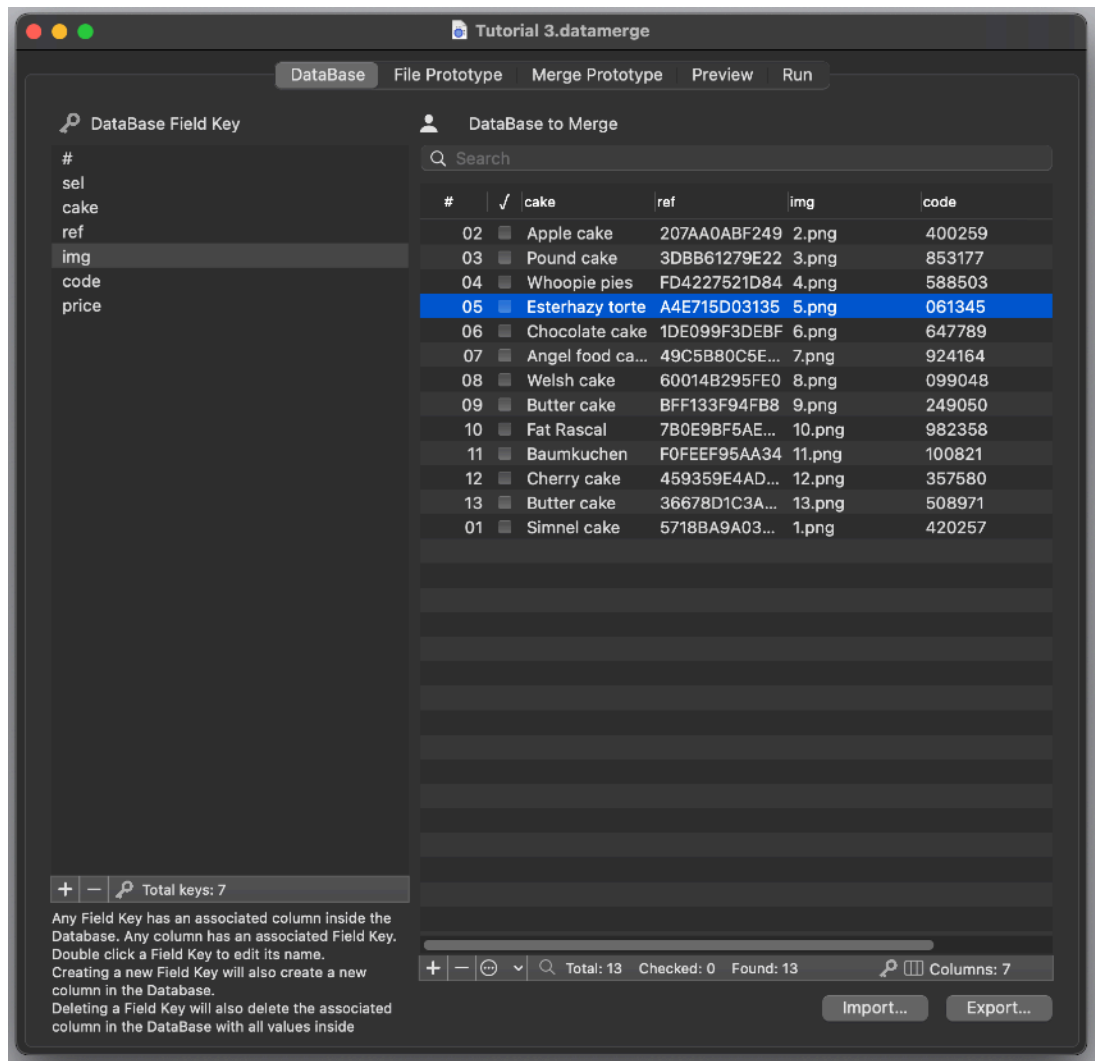 Tutorial 3.datamerge
DataBase File Prototype Merge Prototype Preview Run
DataBase Field Key
#
sel
cake
ref
img
code
price
Total keys: 7
Any Field Key has an associated column inside the
Database. Any column has an associated Field Key.
Double click a Field Key to edit its name.
Creating a new Field Key will also create a new
column in the Database.
Deleting a Field Key will also delete the associated
column in the DataBase with all values inside
DataBase to Merge
Search
# √ cake ref img code
02 Apple cake 207AA0ABF249 2.png 400259
03 Pound cake 3DBB61279E22 3.png 853177
04 Whoopie pies FD4227521D84 4.png 588503
05 Esterhazy torte A4E715D03135 5.png 061345
06 Chocolate cake 1DE099F3DEBF 6.png 647789
07 Angel food ca... 49C5B80C5E... 7.png 924164
08 Welsh cake 60014B295FE0 8.png 099048
09 Butter cake BFF133F94FB8 9.png 249050
10 Fat Rascal 7B0E9BF5AE... 10.png 982358
11 Baumkuchen F0FEEF95AA34 11.png 100821
12 Cherry cake 459359E4AD... 12.png 357580
13 Butter cake 36678D1C3A... 13.png 508971
01 Simnel cake 5718BA9A03... 1.png 420257
Total: 13 Checked: 0 Found: 13 Columns: 7
Import... Export...